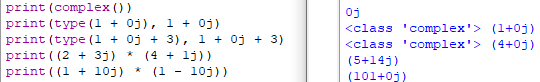 print(complex())
print(type(1 + 0j), 1 + 0j)
print(type(1 + 0j + 3), 1 + 0j + 3)
print((2 + 3j) * (4 + 1j))
print((1 + 10j) * (1 - 10j))
0j
<class 'complex'> (1+0j)
<class 'complex'> (4+0j)
(5+14j)
(101+0j)